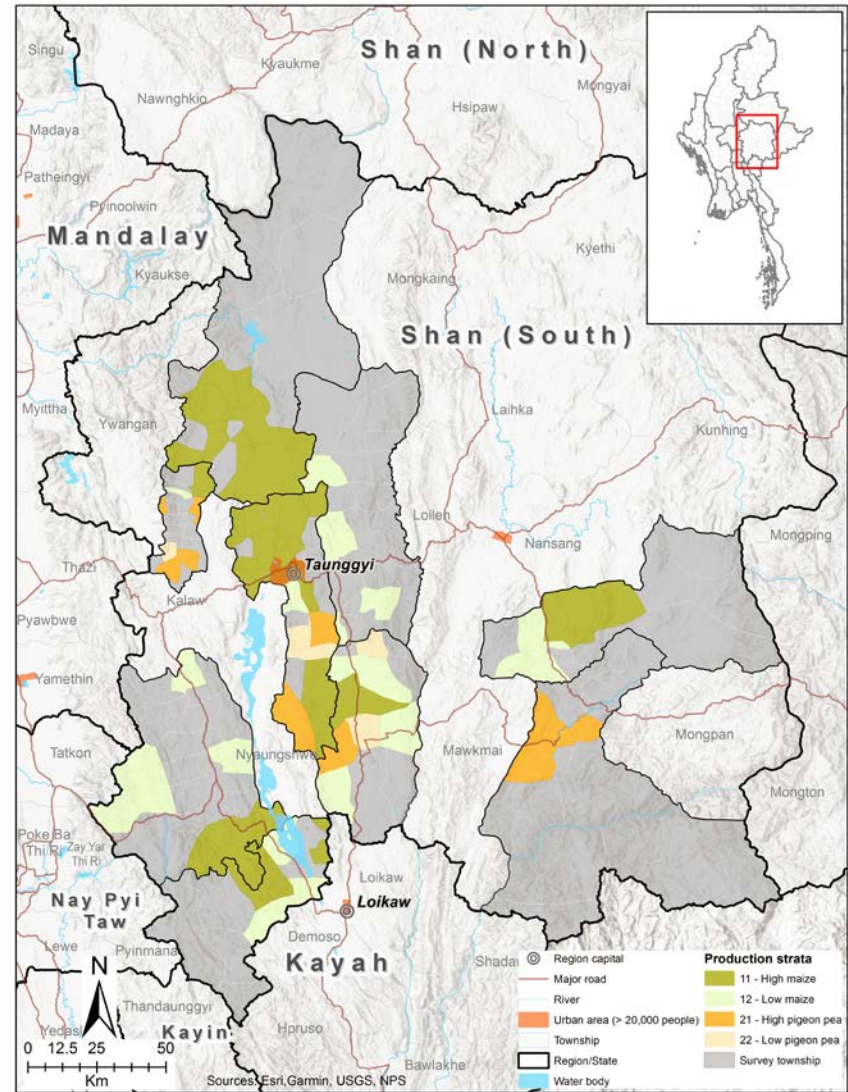 Singu
Shan (North)
Kyaukme
Mongyai
Nawnghkio
Hsipaw
Madaya
Patheingyi
Pyinoolwin
Mandalay
Kyaukse
Kyethi
Mongkaing
Shan (South)
Myittha
Ywangan
Laihka
Kunhing
Loilen
Nansang
Mongping
Thazi
Taunggyi
Kalaw
Pyawbwe
Yamethin
Mongpan
Tatkon
Nyaungshwe
Mawkmai
Mongton
Poke Ba
Thi Ri
Zay Yar
Thi Ri
Loikaw
Nay Pyi
Taw
Loikaw
Lewe
Pyinmana
Demoso
Kayah
Shadaw
N
Thandaunggyi
Kayin
Yedashe
Hpruso
Bawlakhe
0 12.5 25 50
Km
Sources: Esri,Garmin, USGS, NPS
Region capital
Major road
River
Urban area (> 20,000 people)
Township
Region/State
Water body
Production strata
11 - High maize
12 - Low maize
21 - High pigeon pea
22 - Low pigeon pea
Survey township